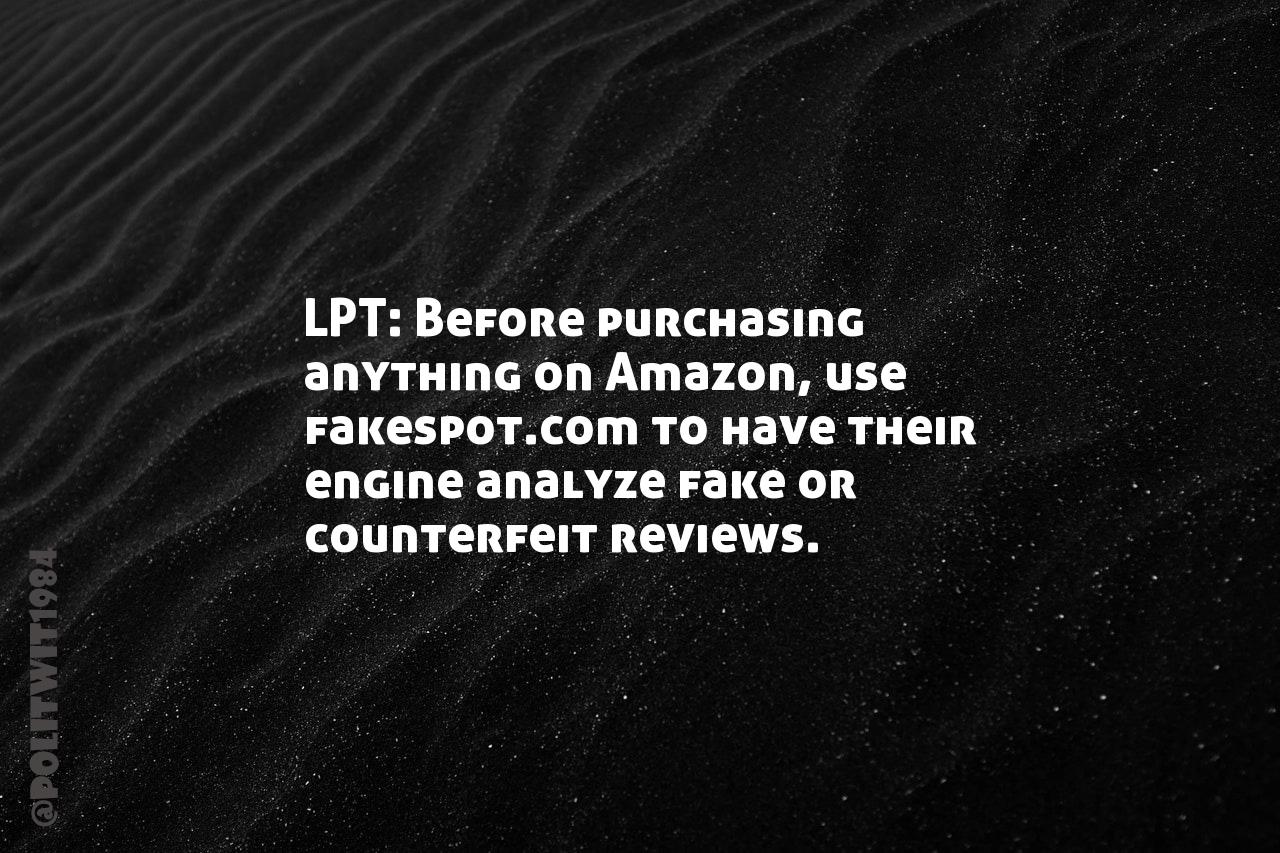 LPT: Before purchasing
anything on Amazon, use
fakespot.com to have their
engine analyze fake or
counterfeit reviews.
@politwit1984